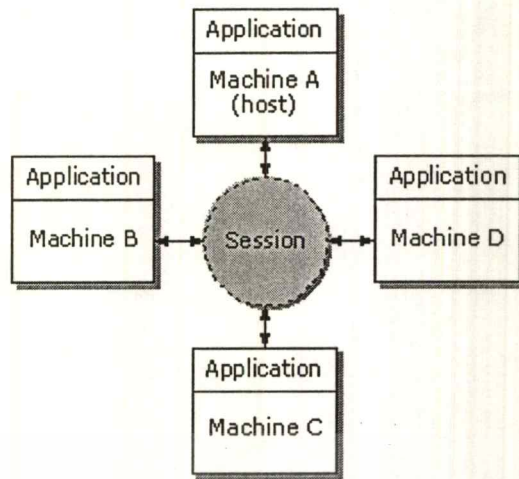 Application
Machine A
(host)
Application
Machine B
Session
Application
Machine D
Application
Machine C